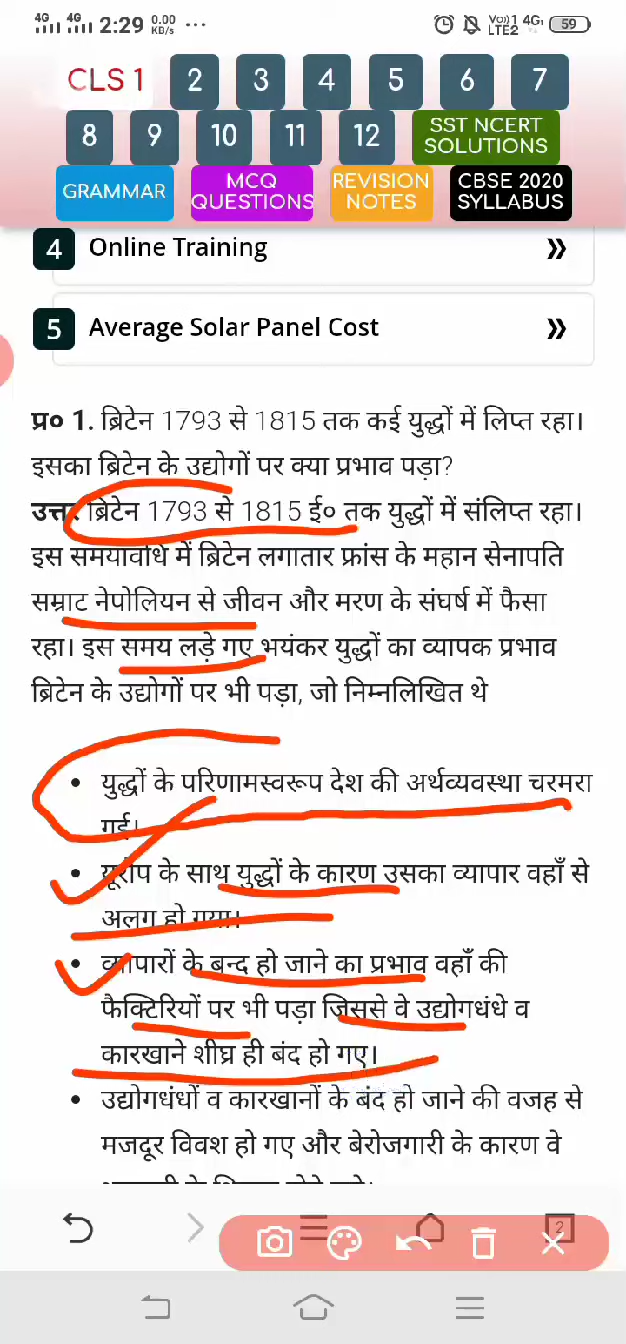 4G 4G 2:29 0.00 KB/s ... Vo))1 4G LTE2 59
CLS 1 2 3 4 5 6 7
8 9 10 11 12 SST NCERT SOLUTIONS
GRAMMAR MCQ QUESTIONS REVISION NOTES CBSE 2020 SYLLABUS
4 Online Training »
5 Average Solar Panel Cost »
प्र० 1. ब्रिटेन 1793 से 1815 तक कई युद्धों में लिप्त रहा।
इसका ब्रिटेन के उद्योगों पर क्या प्रभाव पड़ा?
उत्तर ब्रिटेन 1793 से 1815 ई० तक युद्धों में संलिप्त रहा।
इस समयावधि में ब्रिटेन लगातार फ्रांस के महान सेनापति
सम्राट नेपोलियन से जीवन और मरण के संघर्ष में फैसा
रहा। इस समय लड़े गए भयंकर युद्धों का व्यापक प्रभाव
ब्रिटेन के उद्योगों पर भी पड़ा, जो निम्नलिखित थे
• युद्धों के परिणामस्वरूप देश की अर्थव्यवस्था चरमरा
गई।
• यूरोप के साथ युद्धों के कारण उसका व्यापार वहाँ से
अलग हो गया।
• व्यापारों के बन्द हो जाने का प्रभाव वहाँ की
फैक्टिरियों पर भी पड़ा जिससे वे उद्योगधंधे व
कारखाने शीघ्र ही बंद हो गए।
• उद्योगधंधों व कारखानों के बंद हो जाने की वजह से
मजदूर विवश हो गए और बेरोजगारी के कारण वे
2